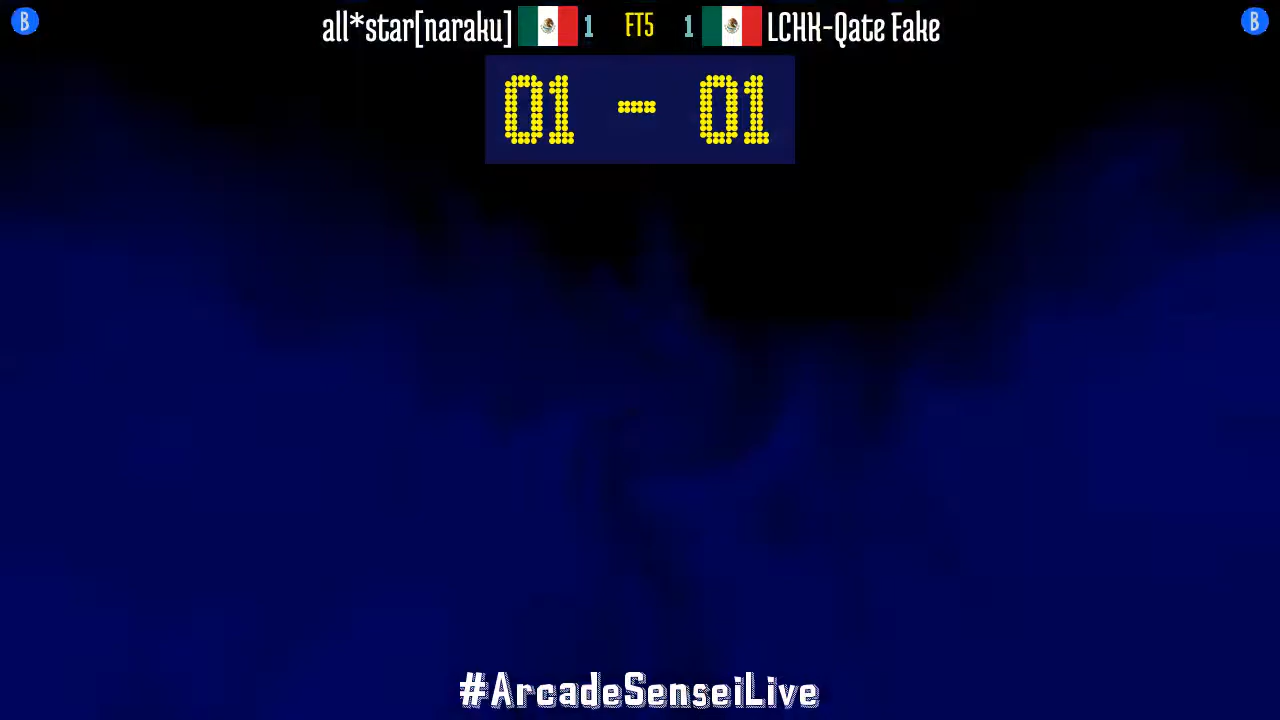 B all*star[naraku] 1 FT5 1 LCHK-Qate Fake B
01 - 01
#ArcadeSenseiLive